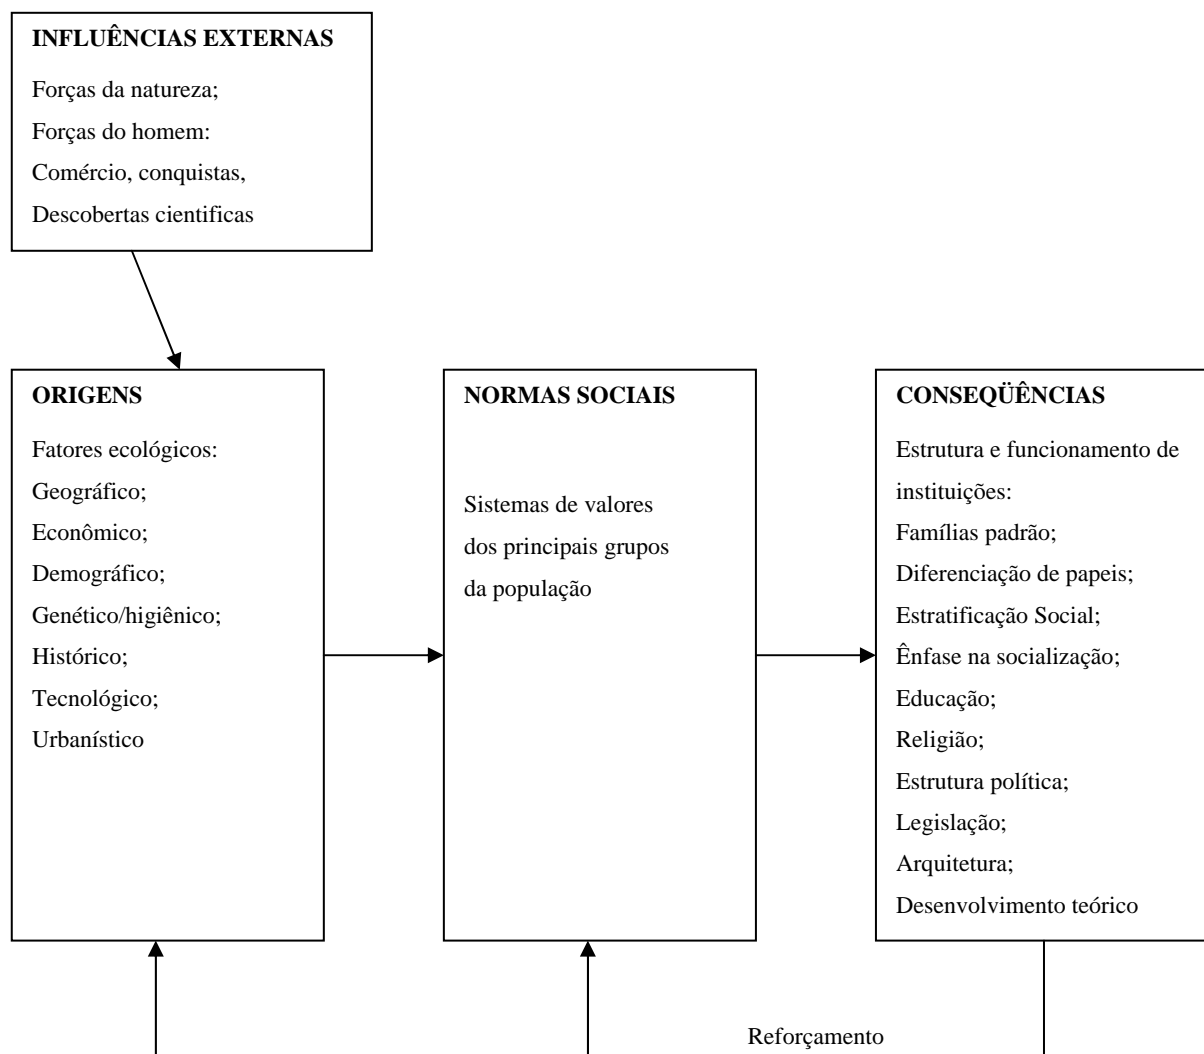 INFLUÊNCIAS EXTERNAS
Forças da natureza;
Forças do homem:
Comércio, conquistas,
Descobertas cientificas
ORIGENS
Fatores ecológicos:
Geográfico;
Econômico;
Demográfico;
Genético/higiênico;
Histórico;
Tecnológico;
Urbanístico
NORMAS SOCIAIS
Sistemas de valores
dos principais grupos
da população
CONSEQÜÊNCIAS
Estrutura e funcionamento de
instituições:
Famílias padrão;
Diferenciação de papeis;
Estratificação Social;
Ênfase na socialização;
Educação;
Religião;
Estrutura política;
Legislação;
Arquitetura;
Desenvolvimento teórico
Reforçamento